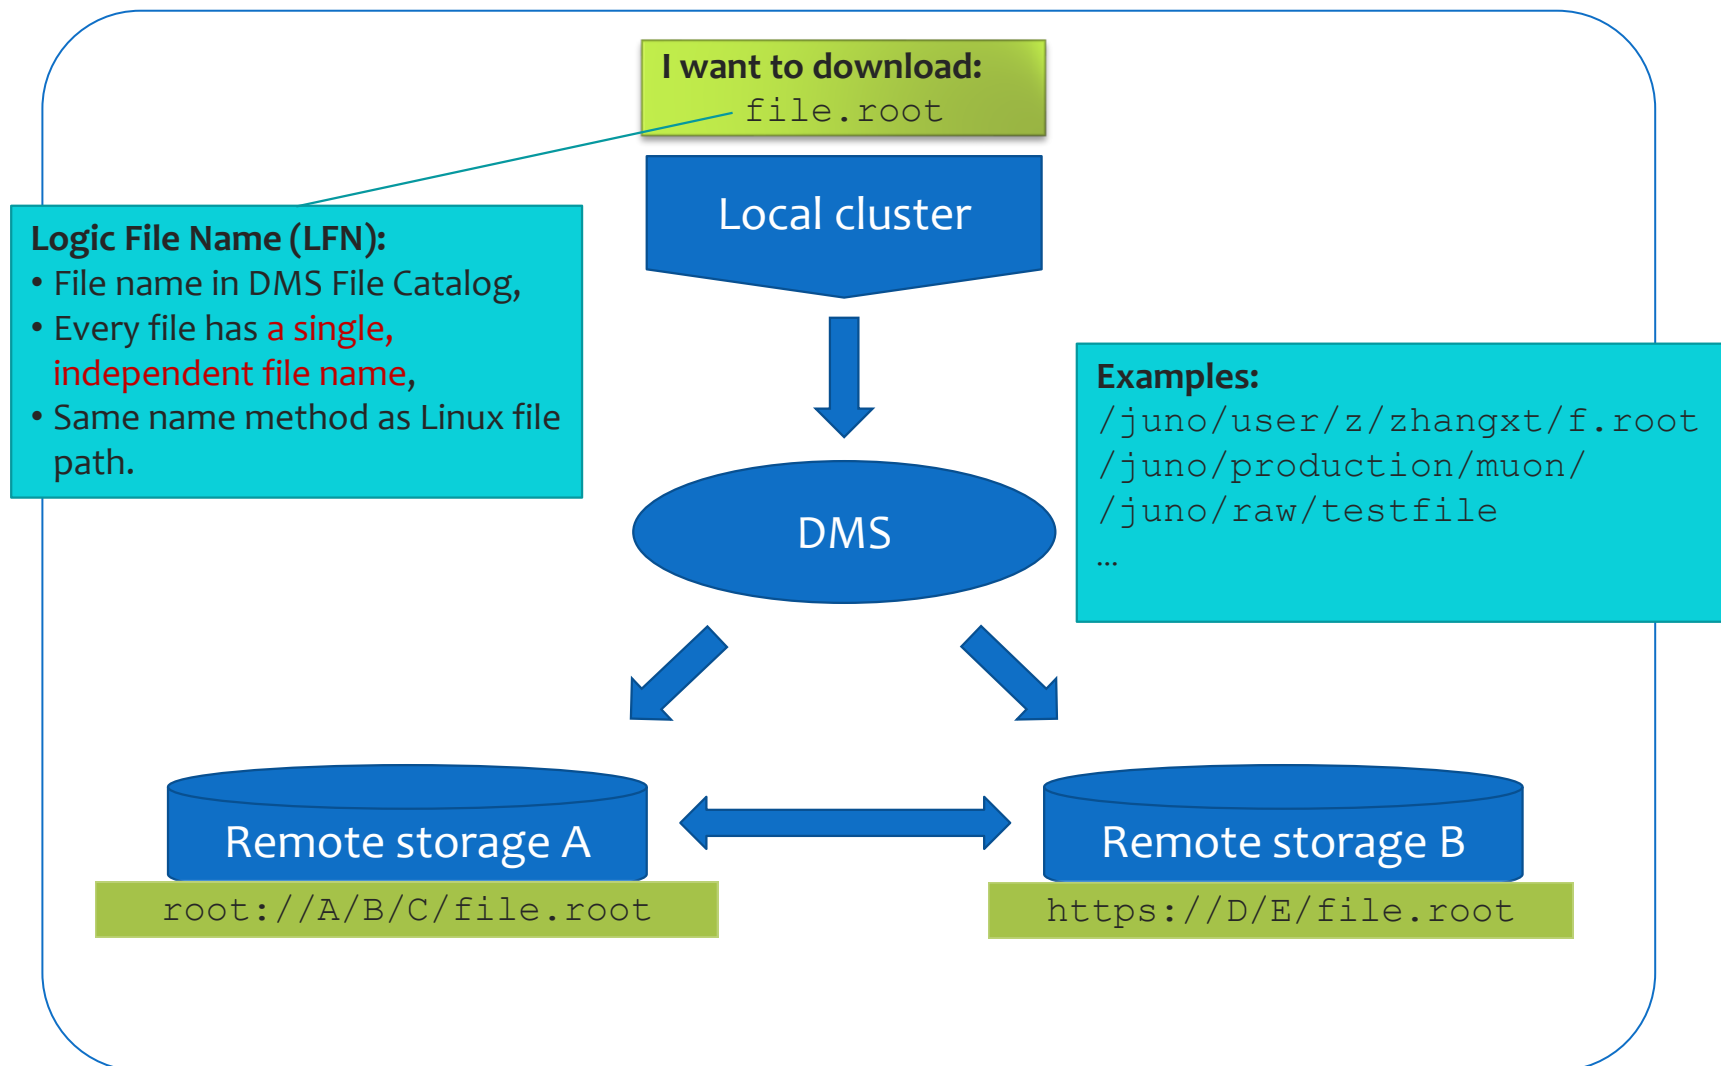 I want to download:
file.root
Local cluster
Logic File Name (LFN):
• File name in DMS File Catalog,
• Every file has a single,
independent file name,
• Same name method as Linux file
path.
Examples:
/juno/user/z/zhangxt/f.root
/juno/production/muon/
/juno/raw/testfile
...
DMS
Remote storage A
Remote storage B
root://A/B/C/file.root
https://D/E/file.root